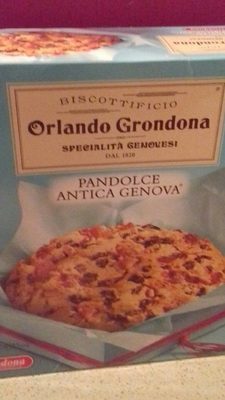 BISCOTTIFICIO
Orlando Grondona
SPECIALITÀ GENOVESI
DAL 1820
PANDOLCE
ANTICA GENOVA®